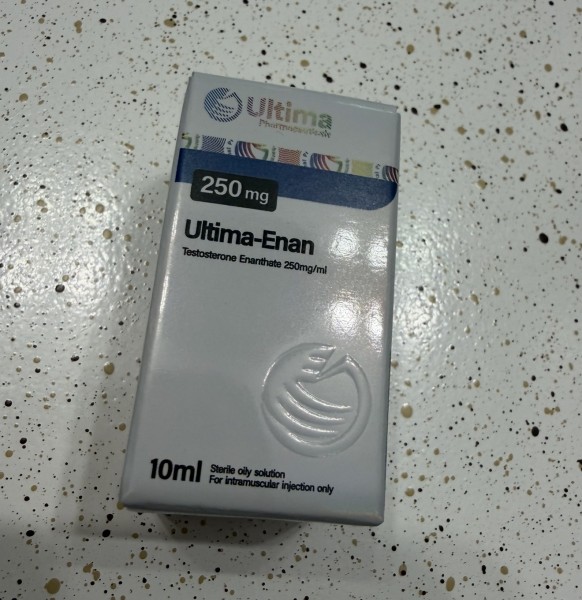 Ultima
Pharmaceuticals
250 mg
Ultima-Enan
Testosterone Enanthate 250mg/ml
10ml
Sterile oily solution
For intramuscular injection only